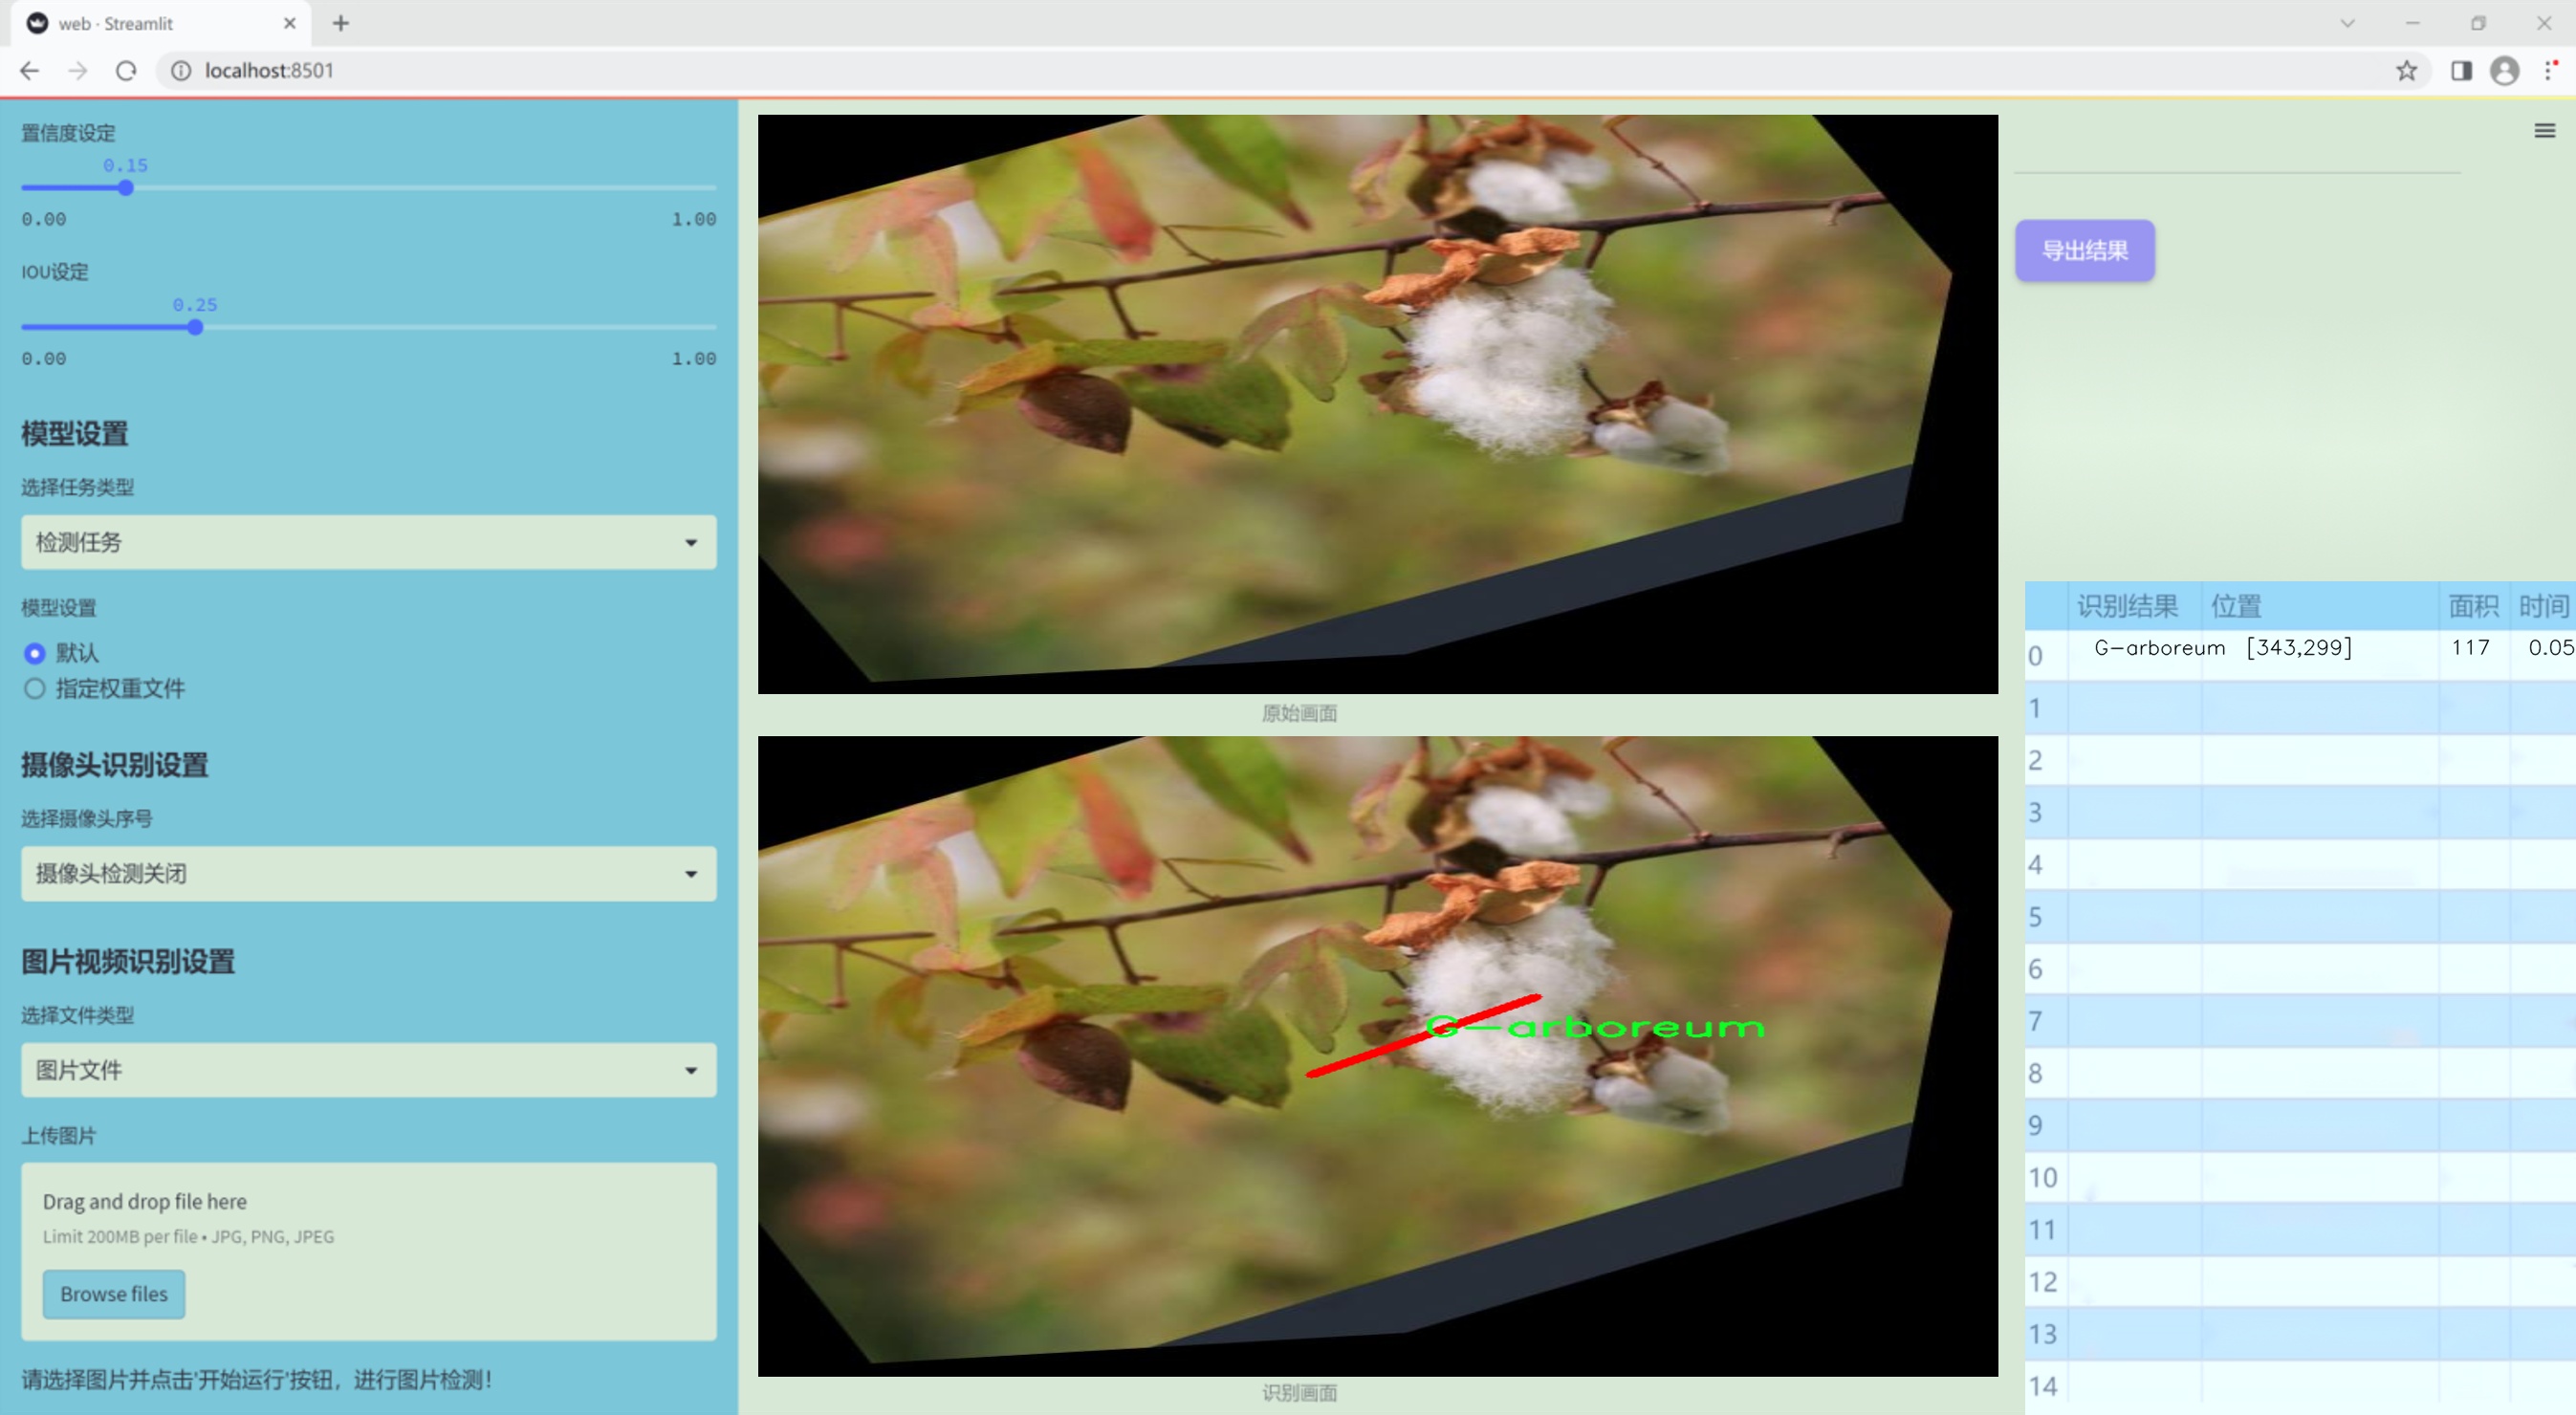 web · Streamlit
localhost:8501
置信度设定
0.15
0.00 1.00
IOU设定
0.25
0.00 1.00
模型设置
选择任务类型
检测任务
模型设置
默认
指定权重文件
摄像头识别设置
选择摄像头序号
摄像头检测关闭
图片视频识别设置
选择文件类型
图片文件
上传图片
Drag and drop file here
Limit 200MB per file • JPG, PNG, JPEG
Browse files
请选择图片并点击'开始运行'按钮，进行图片检测！
原始画面
G-arboreum
识别画面
导出结果
识别结果 位置 面积 时间
0 G-arboreum [343,299] 117 0.05
1
2
3
4
5
6
7
8
9
10
11
12
13
14